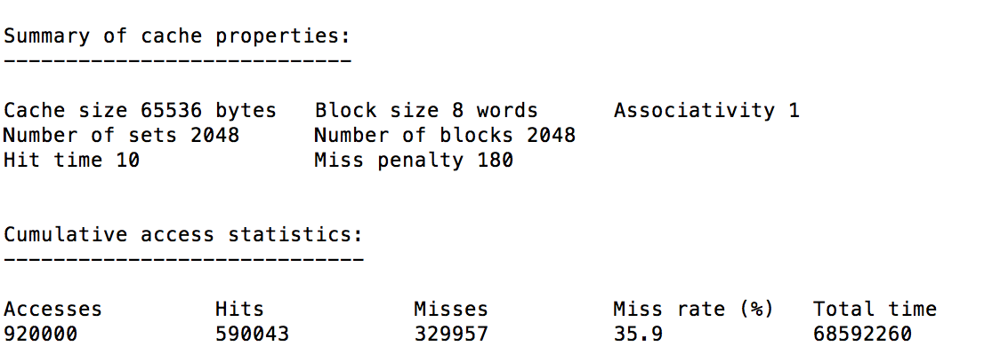 Summary of cache properties:
----------------------------
Cache size 65536 bytes   Block size 8 words      Associativity 1
Number of sets 2048      Number of blocks 2048
Hit time 10              Miss penalty 180
Cumulative access statistics:
-----------------------------
Accesses         Hits            Misses          Miss rate (%)   Total time
920000           590043          329957          35.9            68592260